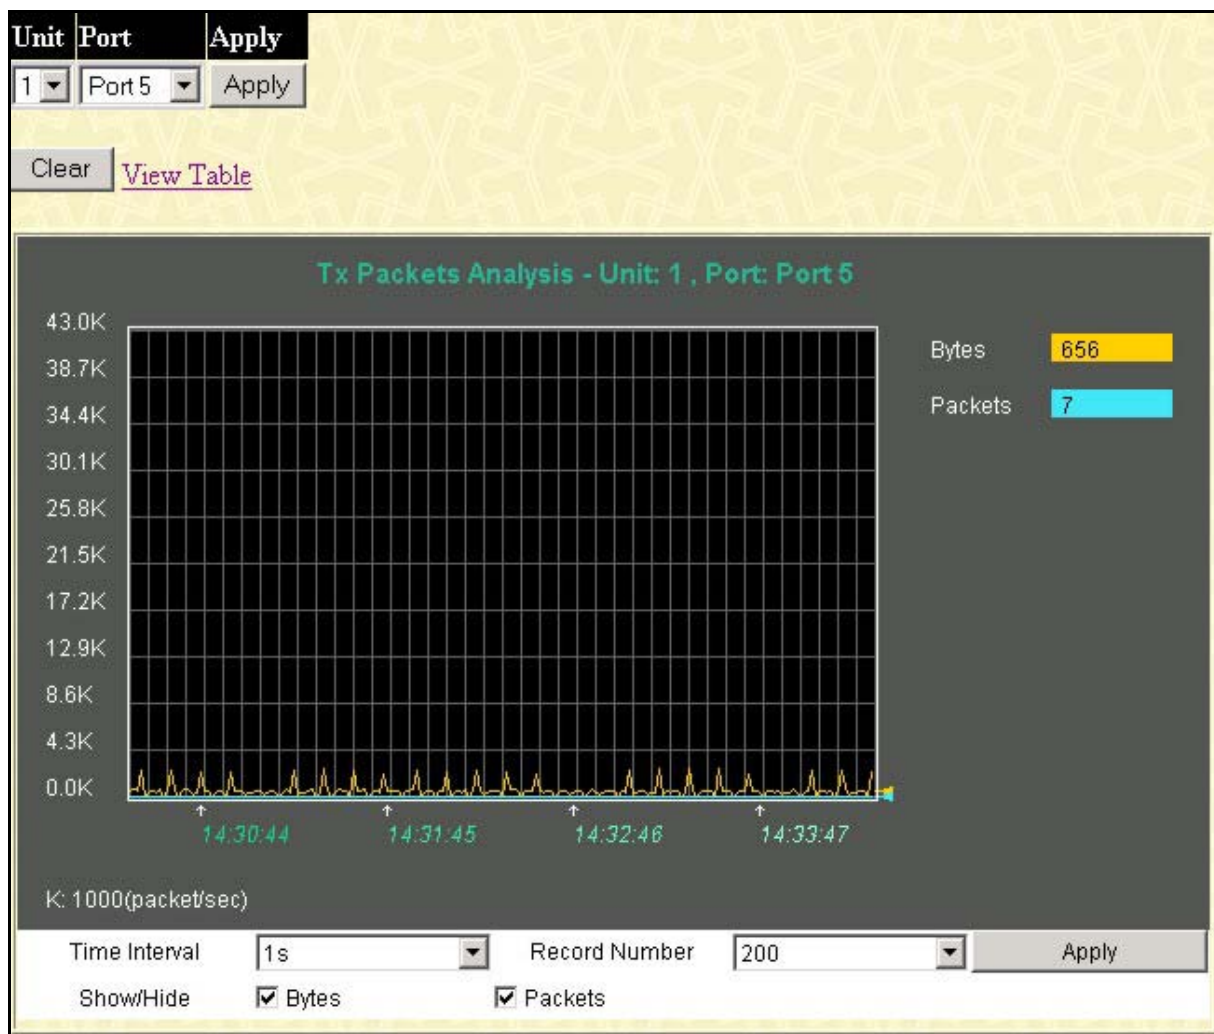 Unit Port Apply
1 Port 5 Apply
Clear View Table
Tx Packets Analysis - Unit: 1 , Port: Port 5
43.0K
38.7K
34.4K
30.1K
25.8K
21.5K
17.2K
12.9K
8.6K
4.3K
0.0K
Bytes 656
Packets 7
14:30:44 14:31:45 14:32:46 14:33:47
K: 1000(packet/sec)
Time Interval 1s Record Number 200 Apply
Show/Hide Bytes Packets